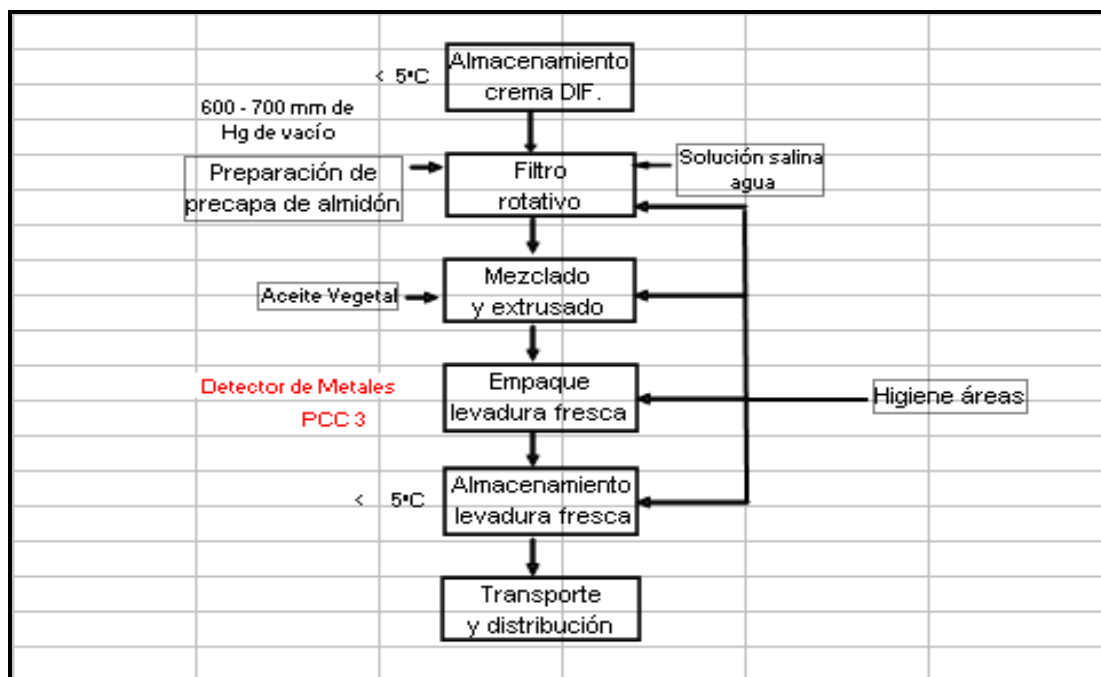 < 5°C
Almacenamiento
crema DIF.
600 - 700 mm de
Hg de vacío
Preparación de
precapa de almidón
Filtro
rotativo
Solución salina
agua
Aceite Vegetal
Mezclado
y extrusado
Detector de Metales
PCC 3
Empaque
levadura fresca
Higiene áreas
< 5°C
Almacenamiento
levadura fresca
Transporte
y distribución